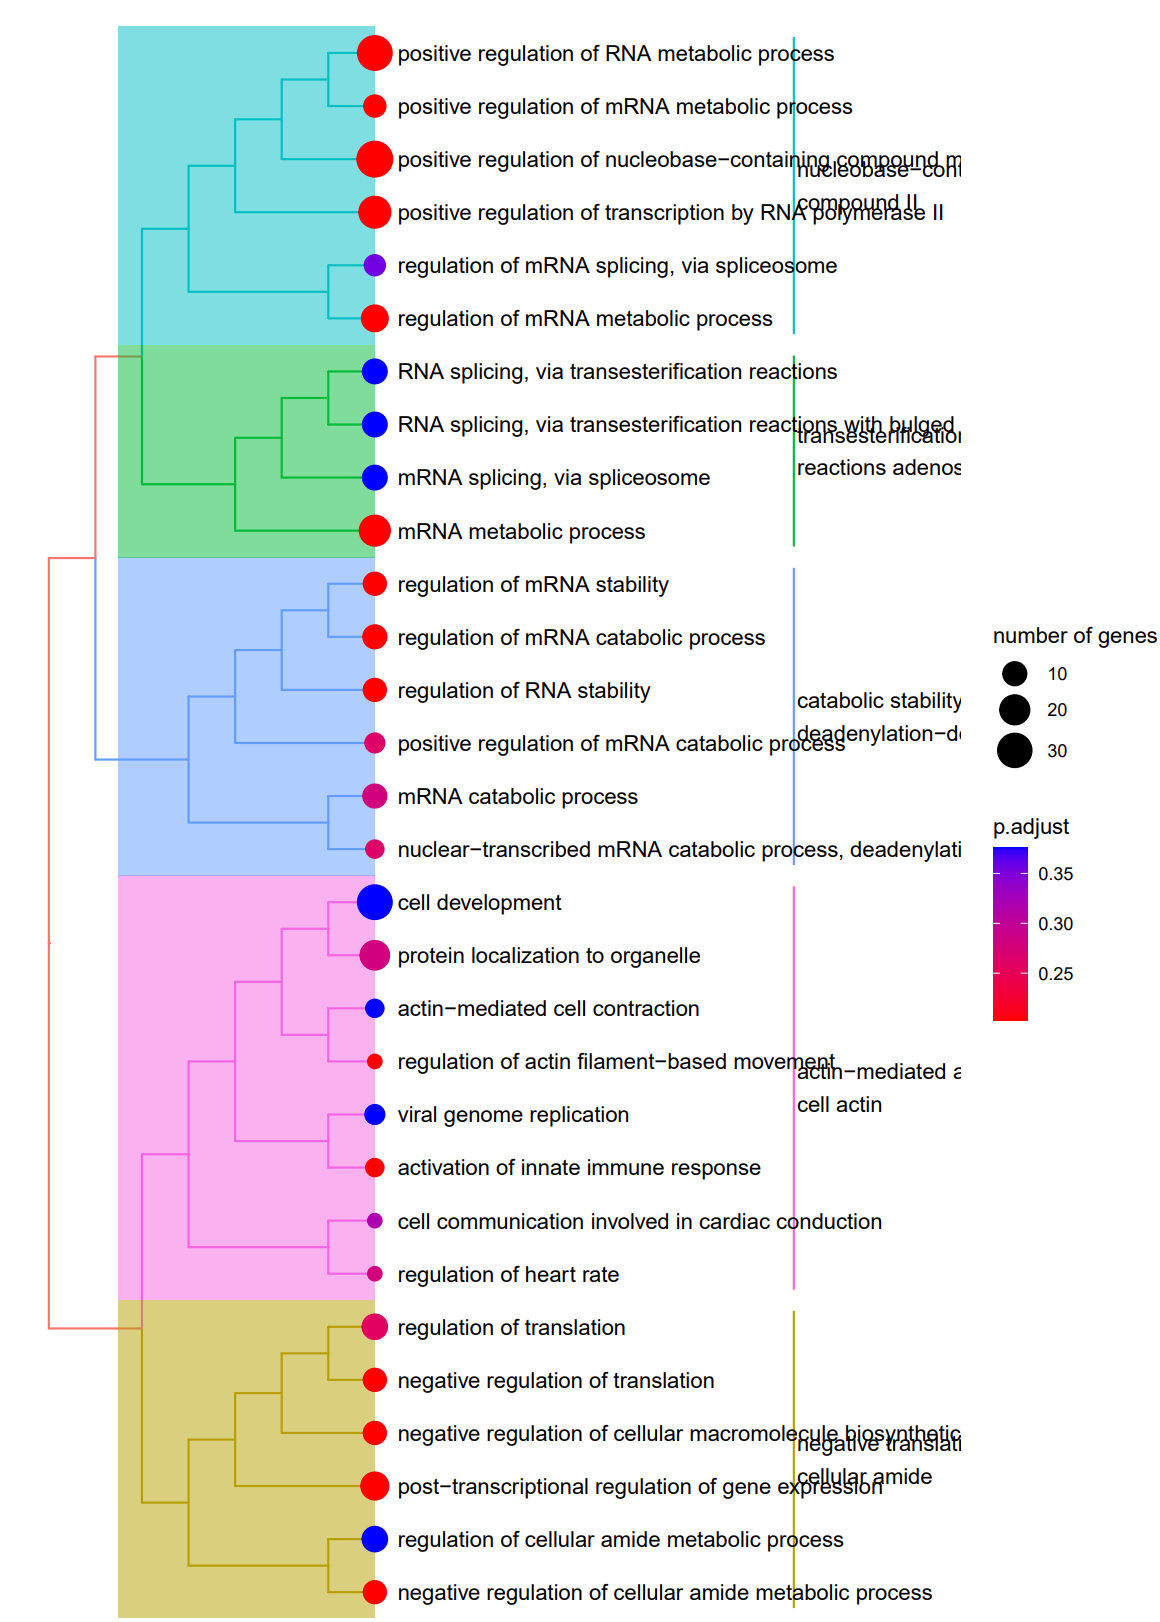 positive regulation of RNA metabolic process
positive regulation of mRNA metabolic process
positive regulation of nucleobase−containing compound m
nucleobase−cont
compound II
positive regulation of transcription by RNA polymerase II
regulation of mRNA splicing, via spliceosome
regulation of mRNA metabolic process
RNA splicing, via transesterification reactions
RNA splicing, via transesterification reactions with bulged
transesterification
reactions adenos
mRNA splicing, via spliceosome
mRNA metabolic process
regulation of mRNA stability
regulation of mRNA catabolic process
regulation of RNA stability
catabolic stability
deadenylation−de
positive regulation of mRNA catabolic process
mRNA catabolic process
nuclear−transcribed mRNA catabolic process, deadenylati
cell development
protein localization to organelle
actin−mediated cell contraction
regulation of actin filament−based movement
actin−mediated a
cell actin
viral genome replication
activation of innate immune response
cell communication involved in cardiac conduction
regulation of heart rate
regulation of translation
negative regulation of translation
negative regulation of cellular macromolecule biosynthetic
negative translati
cellular amide
post−transcriptional regulation of gene expression
regulation of cellular amide metabolic process
negative regulation of cellular amide metabolic process
number of genes
10
20
30
p.adjust
0.35
0.30
0.25